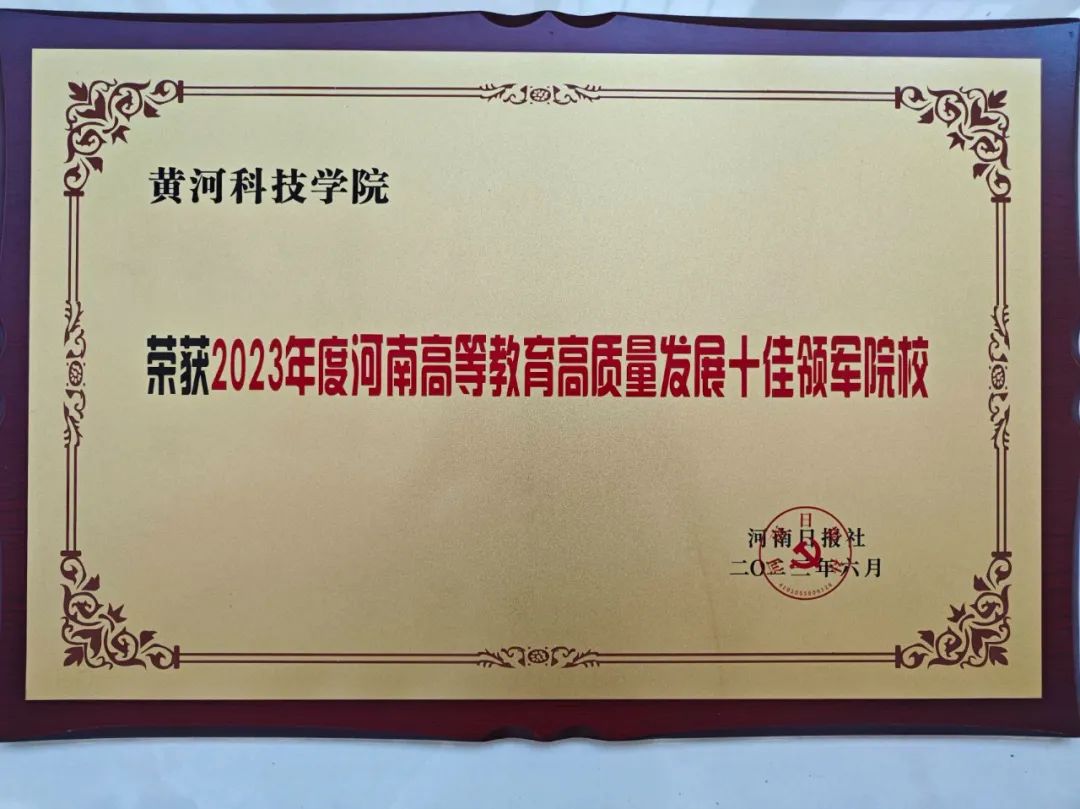 黄河科技学院
荣获2023年度河南高等教育高质量发展十佳领军院校
河南日报社
二〇二三年六月